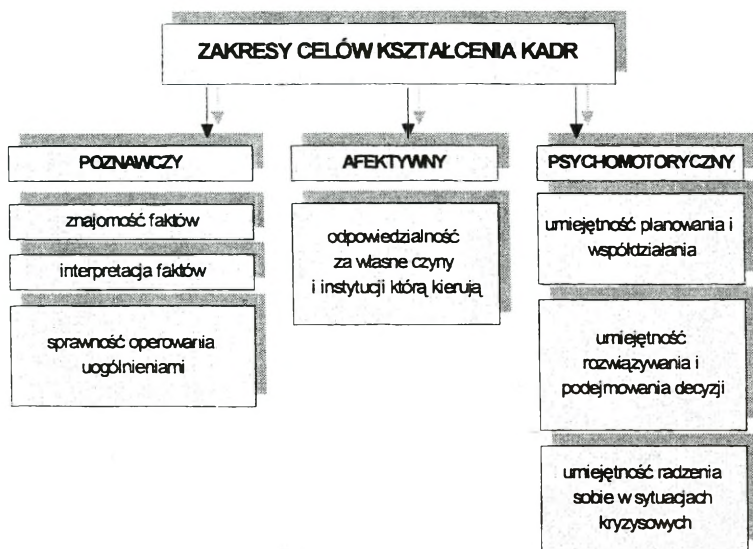 ZAKRESY CELÓW KSZTAŁCENIA KADR
POZNAWCZY
znajomość faktów
interpretacja faktów
sprawność operowania
uogólnieniami
AFEKTYWNY
odpowiedzialność
za własne czyny
i instytucji którą kierują
PSYCHOMOTORYCZNY
umiejętność planowania i
współdziałania
umiejętność
rozwiązywania i
podejmowania decyzji
umiejętność radzenia
sobie w sytuacjach
kryzysowych